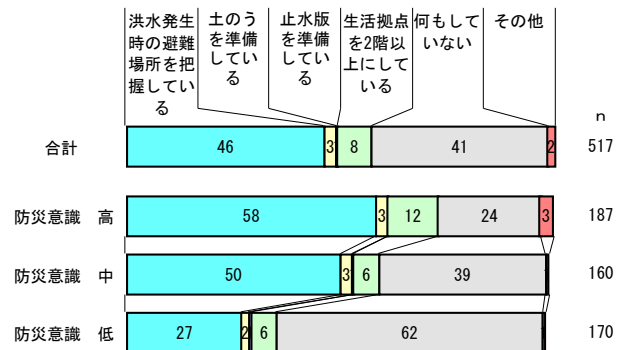 洪水発生
時の避難
場所を把
握してい
る
土のう
を準備
してい
る
止水版
を準備
してい
る
生活拠点
を2階以
上にして
いる
何もして
いない
その他
n
合計
46
3
8
41
2
517
防災意識 高
58
3
12
24
3
187
防災意識 中
50
3
6
39
160
防災意識 低
27
2
6
62
170